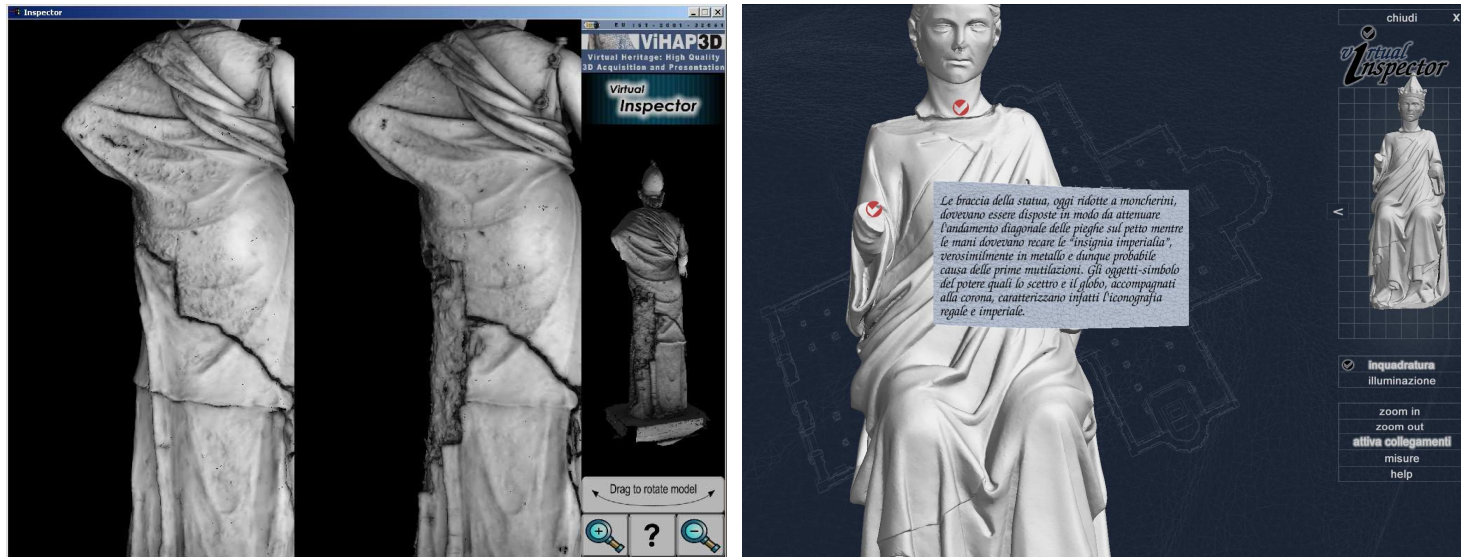 Inspector
EU IST-2001-32641
ViHAP3D
Virtual Heritage: High Quality
3D Acquisition and Presentation
Virtual
Inspector
Drag to rotate model
+
?
-
chiudi X
virtual
Inspector
<
Le braccia della statua, oggi ridotte a moncherini,
dovevano essere disposte in modo da attenuare
l'andamento diagonale delle pieghe sul petto mentre
le mani dovevano recare le "insignia imperialia",
verosimilmente in metallo e dunque probabile
causa delle prime mutilazioni. Gli oggetti-simbolo
del potere quali lo scettro e il globo, accompagnati
alla corona, caratterizzano infatti l'iconografia
regale e imperiale.
inquadratura
illuminazione
zoom in
zoom out
attiva collegamenti
misure
help